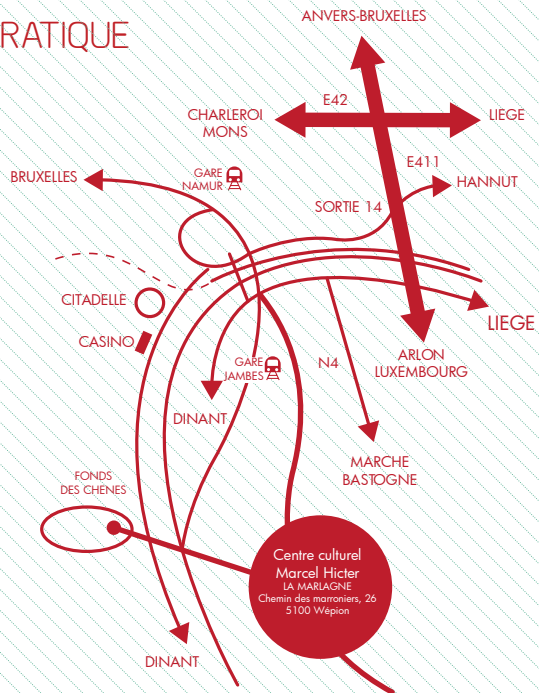 RATIQUE
ANVERS-BRUXELLES
E42
CHARLEROI
MONS
LIEGE
E411
BRUXELLES
GARE
NAMUR
HANNUT
SORTIE 14
CITADELLE
CASINO
LIEGE
GARE
JAMBES
N4
ARLON
LUXEMBOURG
DINANT
MARCHE
BASTOGNE
FONDS
DES CHENES
Centre culturel
Marcel Hicter
LA MARLAGNE
Chemin des marroniers, 26
5100 Wépion
DINANT